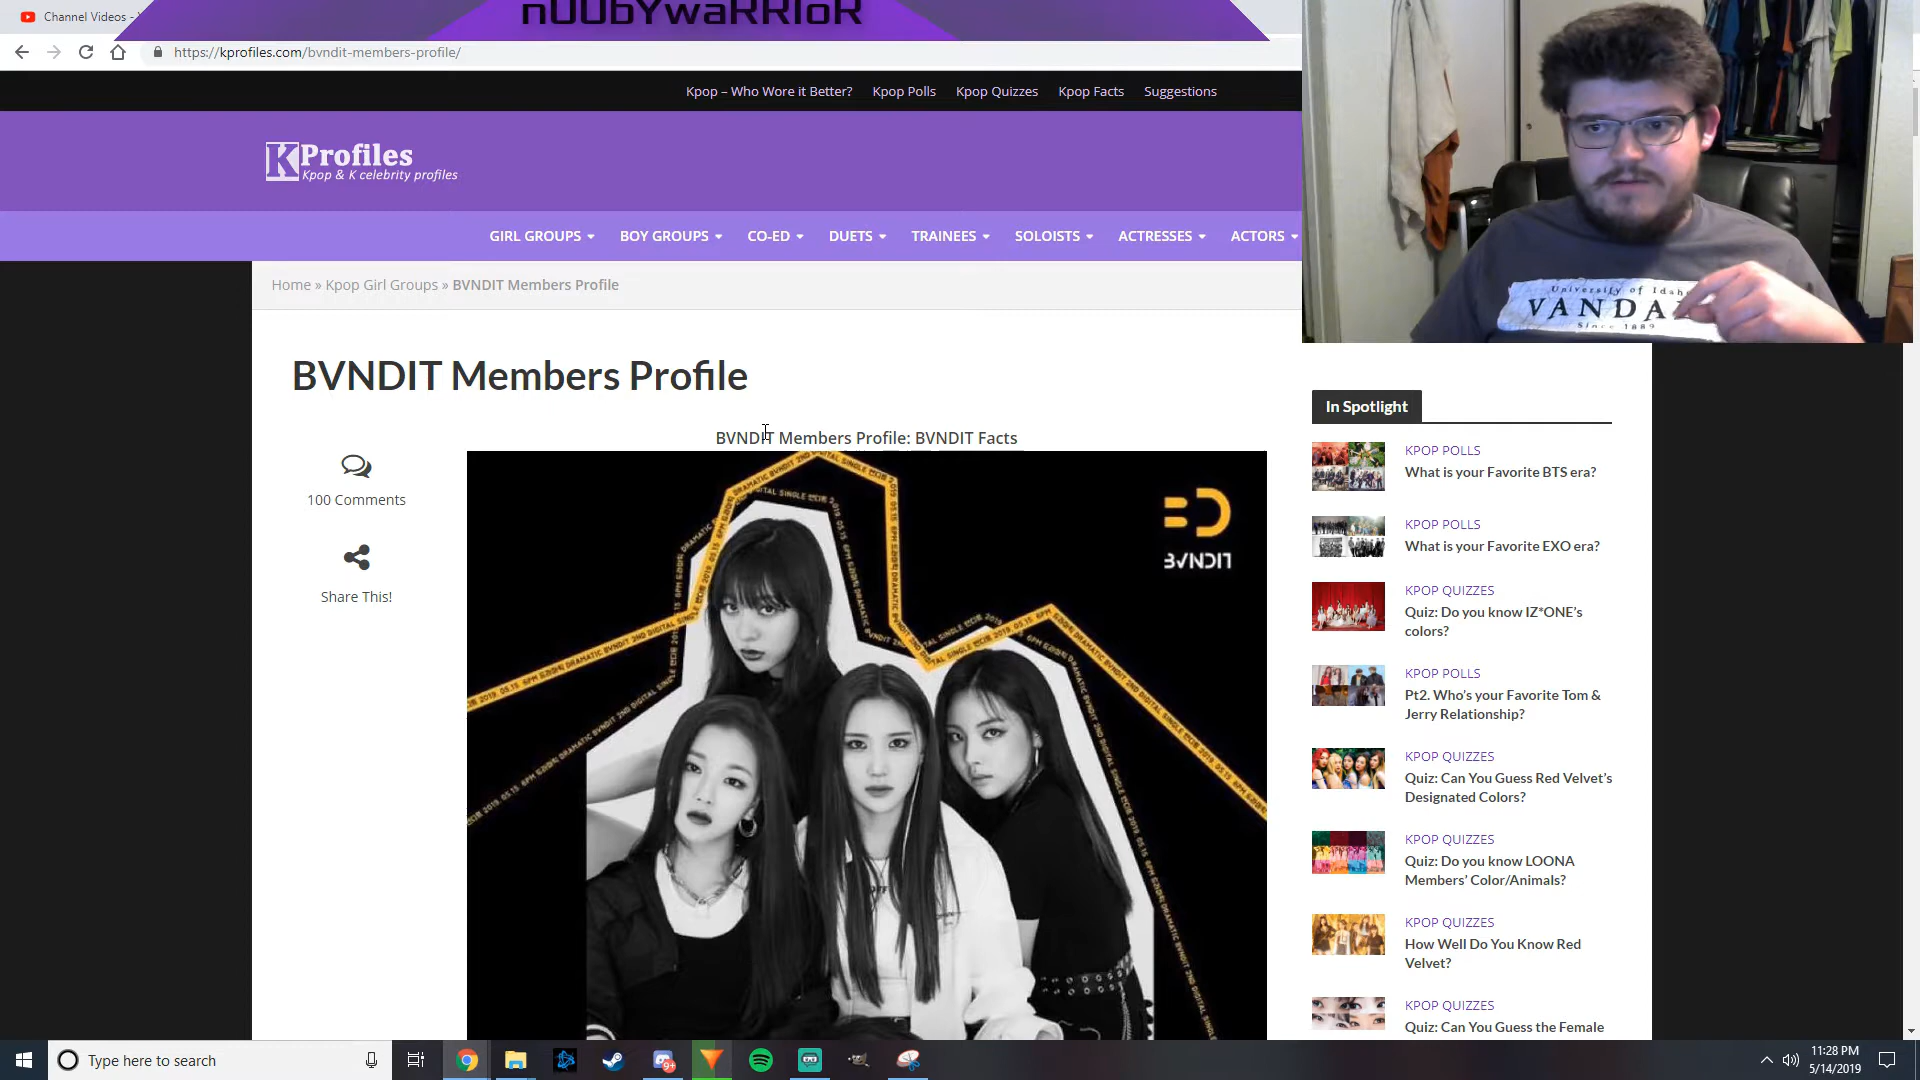 Channel Videos -
nUUbYwaRRIoR
https://kprofiles.com/bvndit-members-profile/
Kpop – Who Wore it Better? Kpop Polls Kpop Quizzes Kpop Facts Suggestions
KProfiles
Kpop & K celebrity profiles
GIRL GROUPS BOY GROUPS CO-ED DUETS TRAINEES SOLOISTS ACTRESSES ACTORS
University of Idaho
VANDA
Since 1889
Home » Kpop Girl Groups » BVNDIT Members Profile
BVNDIT Members Profile
BVNDIT Members Profile: BVNDIT Facts
100 Comments
Share This!
BVNDIT
In Spotlight
KPOP POLLS
What is your Favorite BTS era?
KPOP POLLS
What is your Favorite EXO era?
KPOP QUIZZES
Quiz: Do you know IZ*ONE's
colors?
KPOP POLLS
Pt2. Who's your Favorite Tom &
Jerry Relationship?
KPOP QUIZZES
Quiz: Can You Guess Red Velvet's
Designated Colors?
KPOP QUIZZES
Quiz: Do you know LOONA
Members' Color/Animals?
KPOP QUIZZES
How Well Do You Know Red
Velvet?
KPOP QUIZZES
Quiz: Can You Guess the Female
Type here to search
9+
11:28 PM
5/14/2019